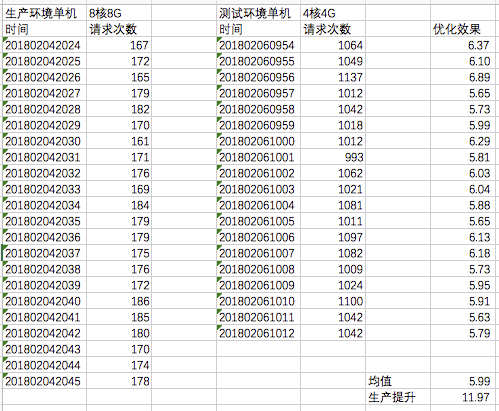 生产环境单机 8核8G 测试环境单机 4核4G
时间 请求次数 时间 请求次数 优化效果
201802042024 167 201802060954 1064 6.37
201802042025 172 201802060955 1049 6.10
201802042026 165 201802060956 1137 6.89
201802042027 179 201802060957 1012 5.65
201802042028 182 201802060958 1042 5.73
201802042029 170 201802060959 1018 5.99
201802042030 161 201802061000 1012 6.29
201802042031 171 201802061001 993 5.81
201802042032 176 201802061002 1062 6.03
201802042033 169 201802061003 1021 6.04
201802042034 184 201802061004 1081 5.88
201802042035 179 201802061005 1011 5.65
201802042036 179 201802061006 1097 6.13
201802042037 175 201802061007 1082 6.18
201802042038 176 201802061008 1009 5.73
201802042039 172 201802061009 1024 5.95
201802042040 186 201802061010 1100 5.91
201802042041 185 201802061011 1042 5.63
201802042042 180 201802061012 1042 5.79
201802042043 170
201802042044 174
201802042045 178 均值 5.99
生产提升 11.97